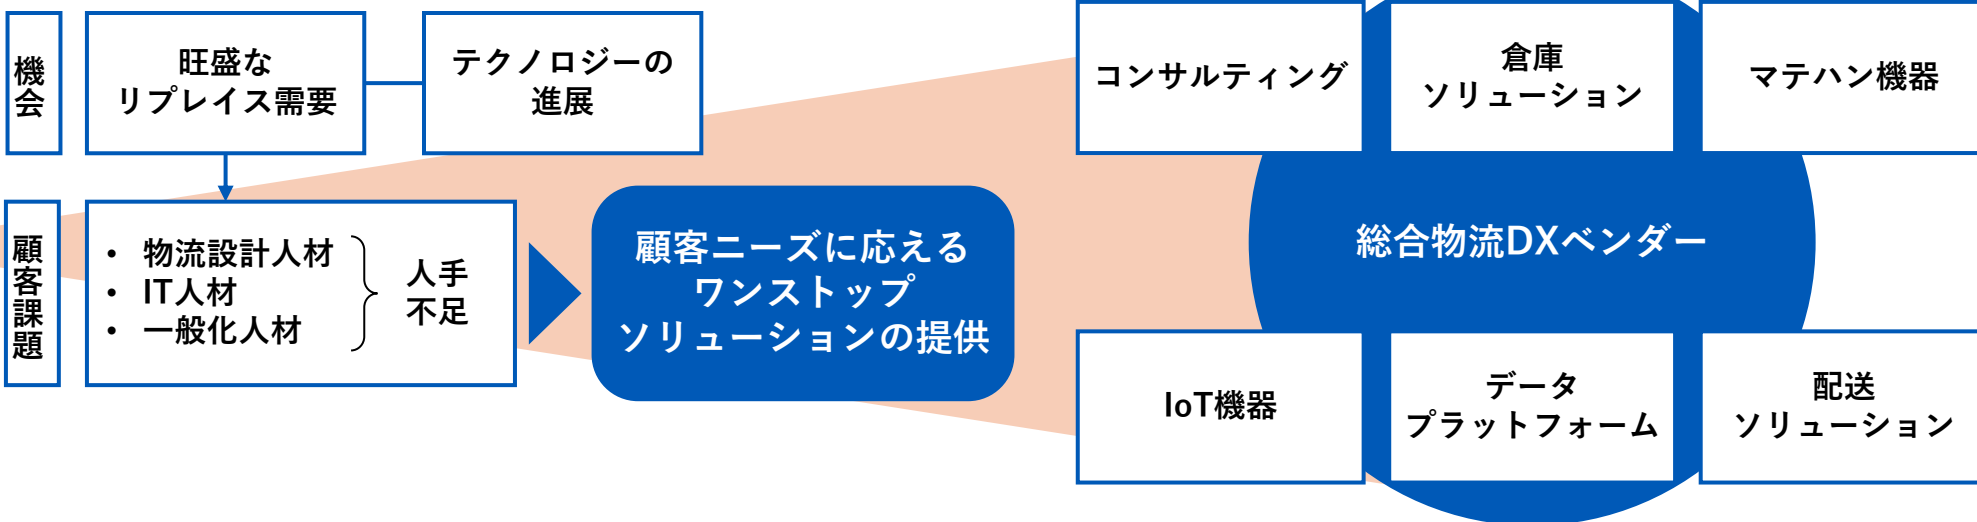 機会
旺盛な
リプレイス需要
テクノロジーの
進展
顧客課題
• 物流設計人材
• IT人材
• 一般化人材
人手
不足
顧客ニーズに応える
ワンストップ
ソリューションの提供
コンサルティング
倉庫
ソリューション
マテハン機器
総合物流DXベンダー
IoT機器
データ
プラットフォーム
配送
ソリューション